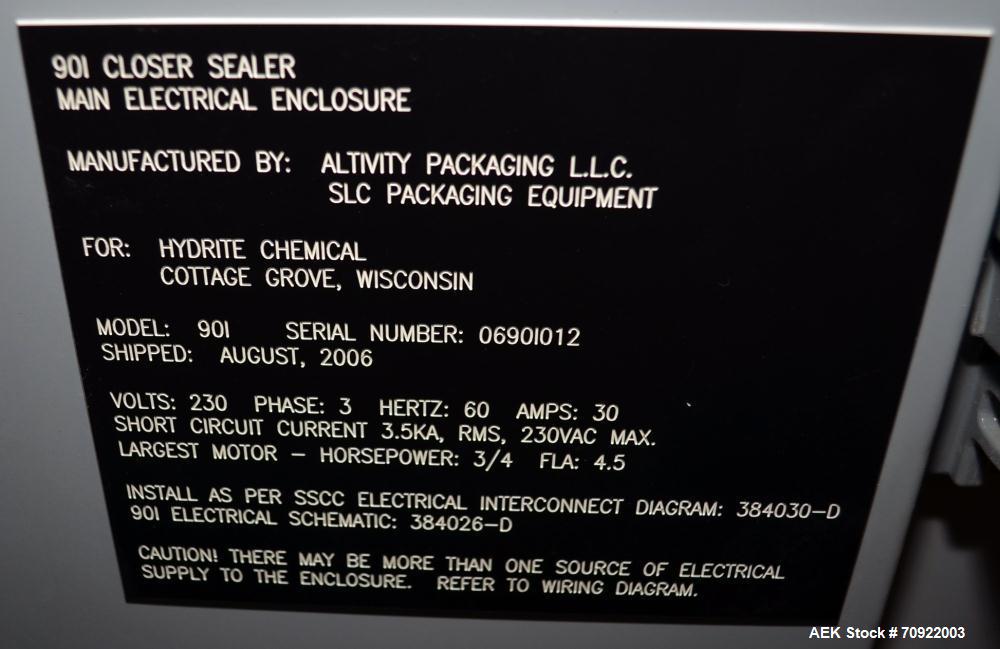 901 CLOSER SEALER
MAIN ELECTRICAL ENCLOSURE
MANUFACTURED BY: ALTIVITY PACKAGING L.L.C.
SLC PACKAGING EQUIPMENT
FOR: HYDRITE CHEMICAL
COTTAGE GROVE, WISCONSIN
MODEL: 901 SERIAL NUMBER: 06901012
SHIPPED: AUGUST, 2006
VOLTS: 230 PHASE: 3 HERTZ: 60 AMPS: 30
SHORT CIRCUIT CURRENT 3.5KA, RMS, 230VAC MAX.
LARGEST MOTOR – HORSEPOWER: 3/4 FLA: 4.5
INSTALL AS PER SSCC ELECTRICAL INTERCONNECT DIAGRAM: 384030–D
901 ELECTRICAL SCHEMATIC: 384026–D
CAUTION! THERE MAY BE MORE THAN ONE SOURCE OF ELECTRICAL
SUPPLY TO THE ENCLOSURE. REFER TO WIRING DIAGRAM.
AEK Stock # 70922003